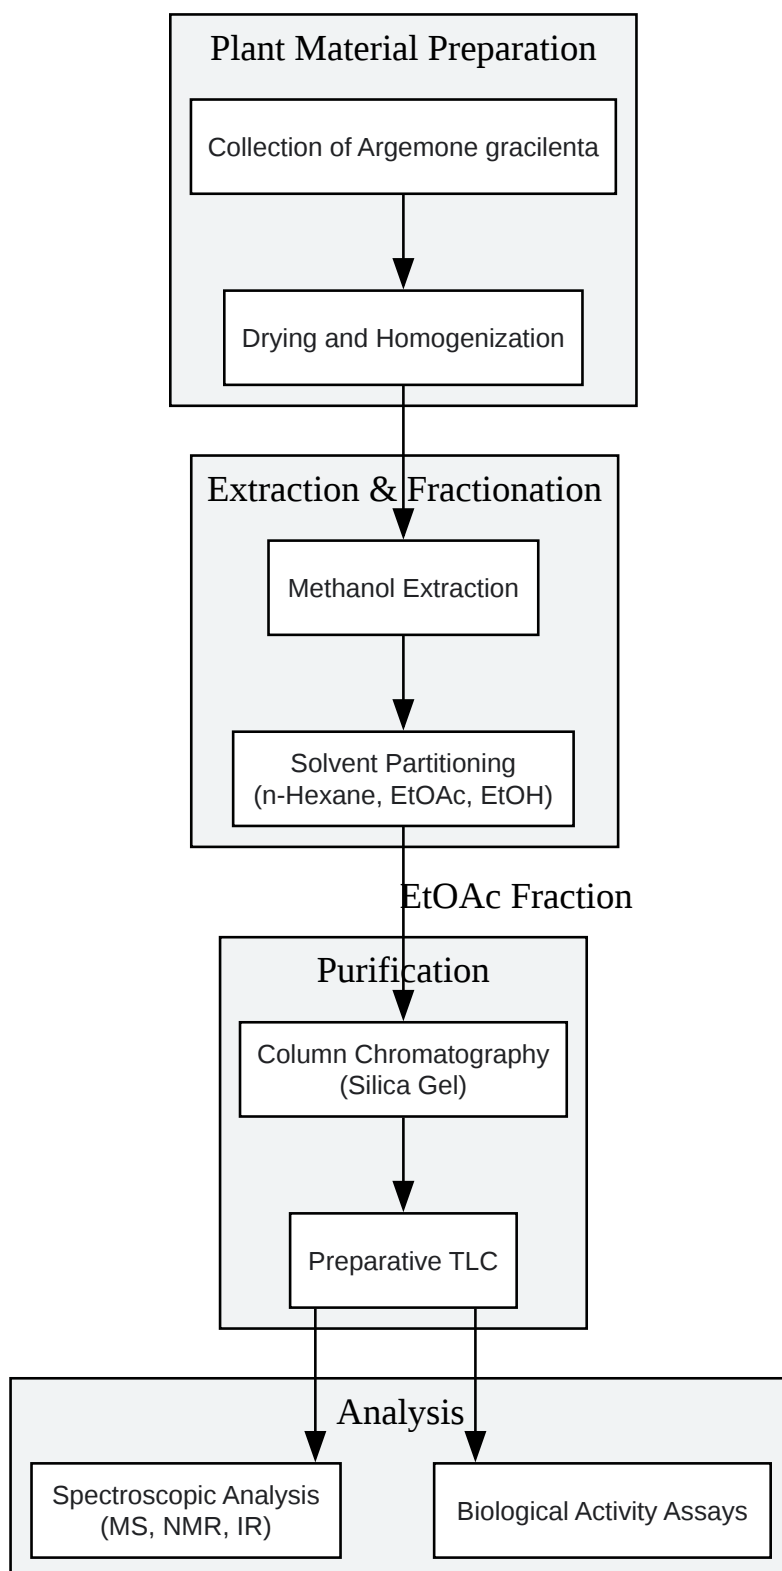 Plant Material Preparation
Collection of Argemone gracilenta
Drying and Homogenization
Extraction & Fractionation
Methanol Extraction
Solvent Partitioning
(n-Hexane, EtOAc, EtOH)
EtOAc Fraction
Purification
Column Chromatography
(Silica Gel)
Preparative TLC
Analysis
Spectroscopic Analysis
(MS, NMR, IR)
Biological Activity Assays